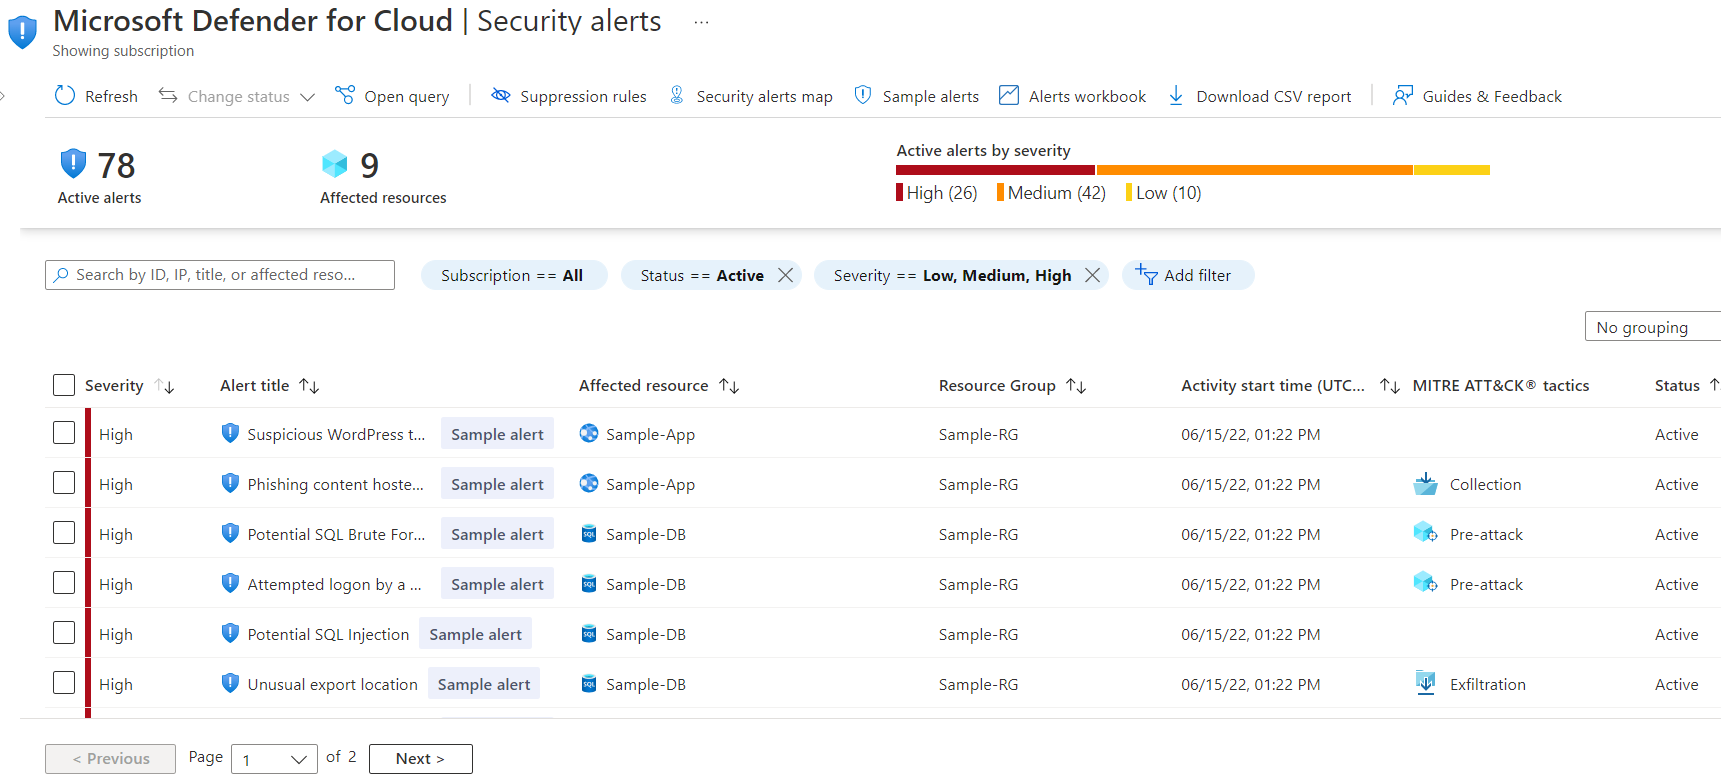 Microsoft Defender for Cloud | Security alerts ...
Showing subscription
Refresh Change status Open query Suppression rules Security alerts map Sample alerts Alerts workbook Download CSV report Guides & Feedback
78 9
Active alerts Affected resources
Active alerts by severity
High (26) Medium (42) Low (10)
Search by ID, IP, title, or affected reso... Subscription == All Status == Active Severity == Low, Medium, High Add filter
No grouping
Severity Alert title Affected resource Resource Group Activity start time (UTC... MITRE ATT&CK® tactics Status
High Suspicious WordPress t... Sample alert Sample-App Sample-RG 06/15/22, 01:22 PM Active
High Phishing content hoste... Sample alert Sample-App Sample-RG 06/15/22, 01:22 PM Collection Active
High Potential SQL Brute For... Sample alert SQL Sample-DB Sample-RG 06/15/22, 01:22 PM Pre-attack Active
High Attempted logon by a ... Sample alert SQL Sample-DB Sample-RG 06/15/22, 01:22 PM Pre-attack Active
High Potential SQL Injection Sample alert SQL Sample-DB Sample-RG 06/15/22, 01:22 PM Active
High Unusual export location Sample alert SQL Sample-DB Sample-RG 06/15/22, 01:22 PM Exfiltration Active
< Previous Page 1 of 2 Next >